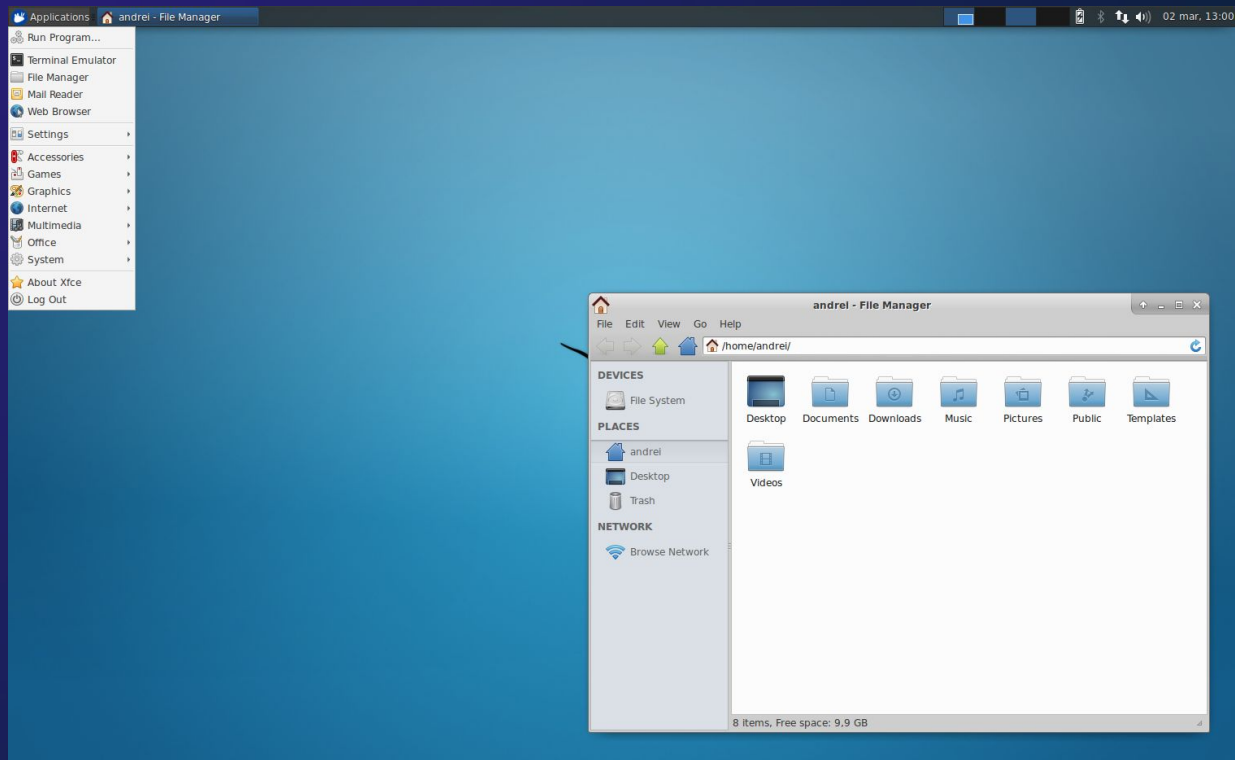 Applications andrei - File Manager 02 mar, 13:00
Run Program...
Terminal Emulator
File Manager
Mail Reader
Web Browser
Settings
Accessories
Games
Graphics
Internet
Multimedia
Office
System
About Xfce
Log Out
andrei - File Manager
File Edit View Go Help
/home/andrei/
DEVICES
File System
PLACES
andrei
Desktop
Trash
NETWORK
Browse Network
Desktop Documents Downloads Music Pictures Public Templates
Videos
8 items, Free space: 9,9 GB